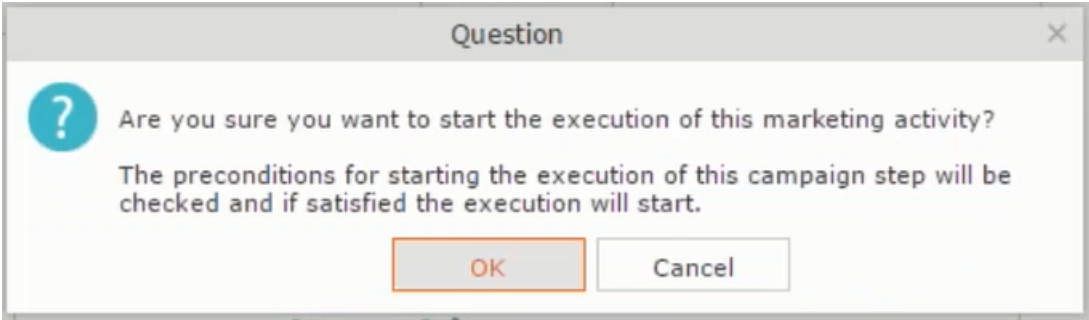 Question
Are you sure you want to start the execution of this marketing activity?
The preconditions for starting the execution of this campaign step will be
checked and if satisfied the execution will start.
OK
Cancel